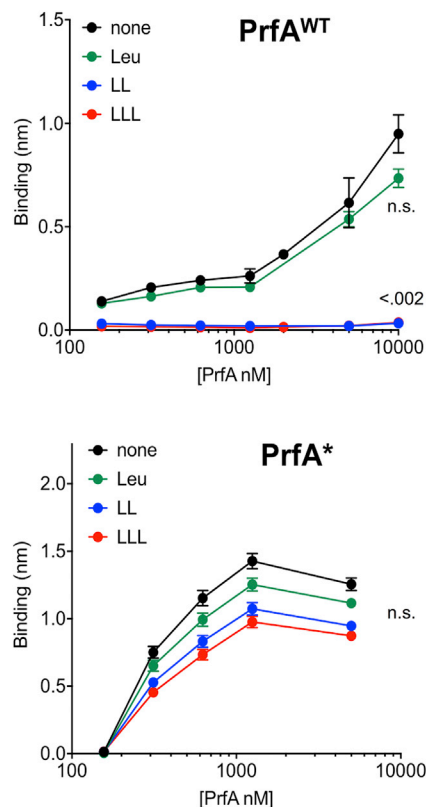 PrfAWT
none
Leu
LL
LLL
1.5
1.0
0.5
0.0
Binding (nm)
n.s.
<.002
100
1000
10000
[PrfA nM]
PrfA*
none
Leu
LL
LLL
2.0
1.5
1.0
0.5
0.0
Binding (nm)
n.s.
100
1000
10000
[PrfA nM]